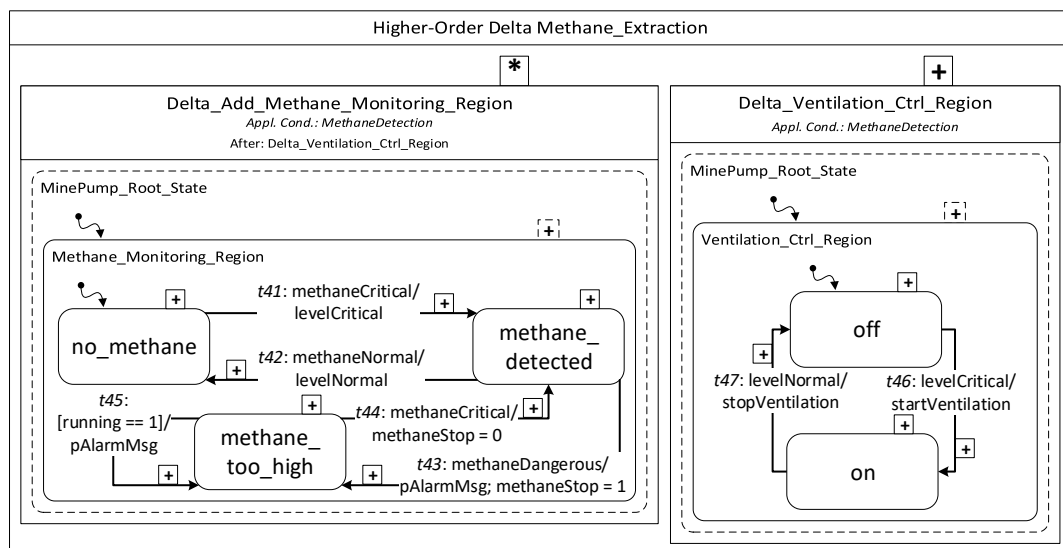 Higher-Order Delta Methane_Extraction
*
Delta_Add_Methane_Monitoring_Region
Appl. Cond.: MethaneDetection
After: Delta_Ventilation_Ctrl_Region
MinePump_Root_State
+
Methane_Monitoring_Region
+
t41: methaneCritical/
levelCritical
+
+
no_methane
methane_
detected
t42: methaneNormal/
levelNormal
+
t45:
[running == 1]/
pAlarmMsg
+
t44: methaneCritical/
methaneStop = 0
+
methane_
too_high
+
+
t43: methaneDangerous/
pAlarmMsg; methaneStop = 1
+
Delta_Ventilation_Ctrl_Region
Appl. Cond.: MethaneDetection
MinePump_Root_State
+
Ventilation_Ctrl_Region
+
off
+
t47: levelNormal/
stopVentilation
t46: levelCritical/
startVentilation
+
+
on